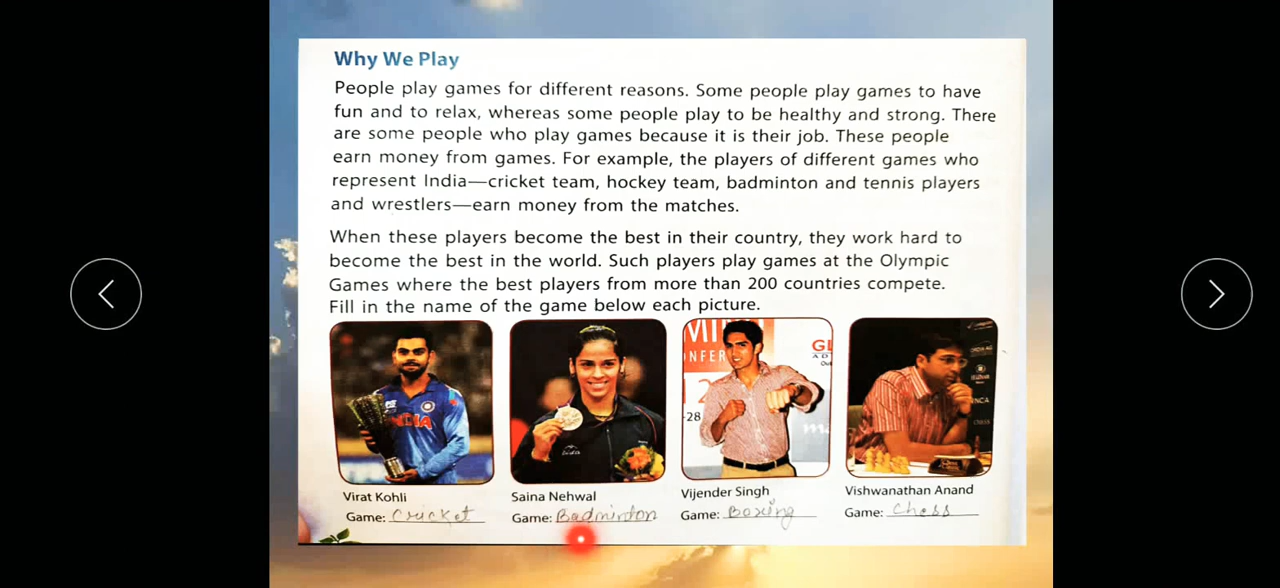 Why We Play
People play games for different reasons. Some people play games to have
fun and to relax, whereas some people play to be healthy and strong. There
are some people who play games because it is their job. These people
earn money from games. For example, the players of different games who
represent India—cricket team, hockey team, badminton and tennis players
and wrestlers—earn money from the matches.
When these players become the best in their country, they work hard to
become the best in the world. Such players play games at the Olympic
Games where the best players from more than 200 countries compete.
Fill in the name of the game below each picture.
INDIA
India
NFER
28
GL
NCA
CHESS
Virat Kohli
Saina Nehwal
Vijender Singh
Vishwanathan Anand
Game: Cricket
Game: Badminton
Game: Boxing
Game: Chess